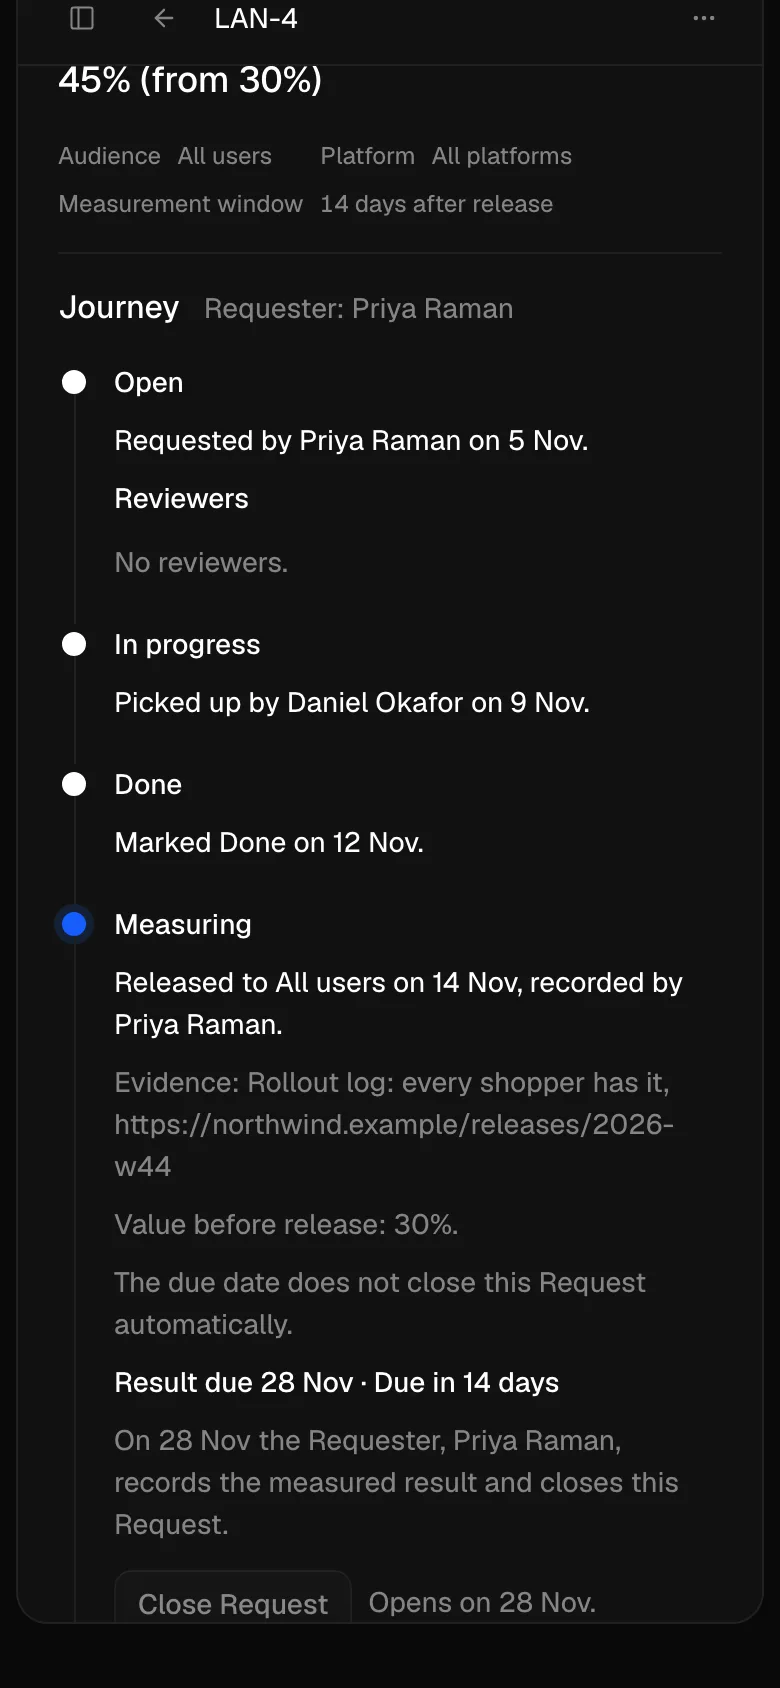 LAN-4
45% (from 30%)
Audience All users Platform All platforms
Measurement window 14 days after release
Journey Requester: Priya Raman
Open
Requested by Priya Raman on 5 Nov.
Reviewers
No reviewers.
In progress
Picked up by Daniel Okafor on 9 Nov.
Done
Marked Done on 12 Nov.
Measuring
Released to All users on 14 Nov, recorded by
Priya Raman.
Evidence: Rollout log: every shopper has it,
https://northwind.example/releases/2026-
w44
Value before release: 30%.
The due date does not close this Request
automatically.
Result due 28 Nov · Due in 14 days
On 28 Nov the Requester, Priya Raman,
records the measured result and closes this
Request.
Close Request Opens on 28 Nov.